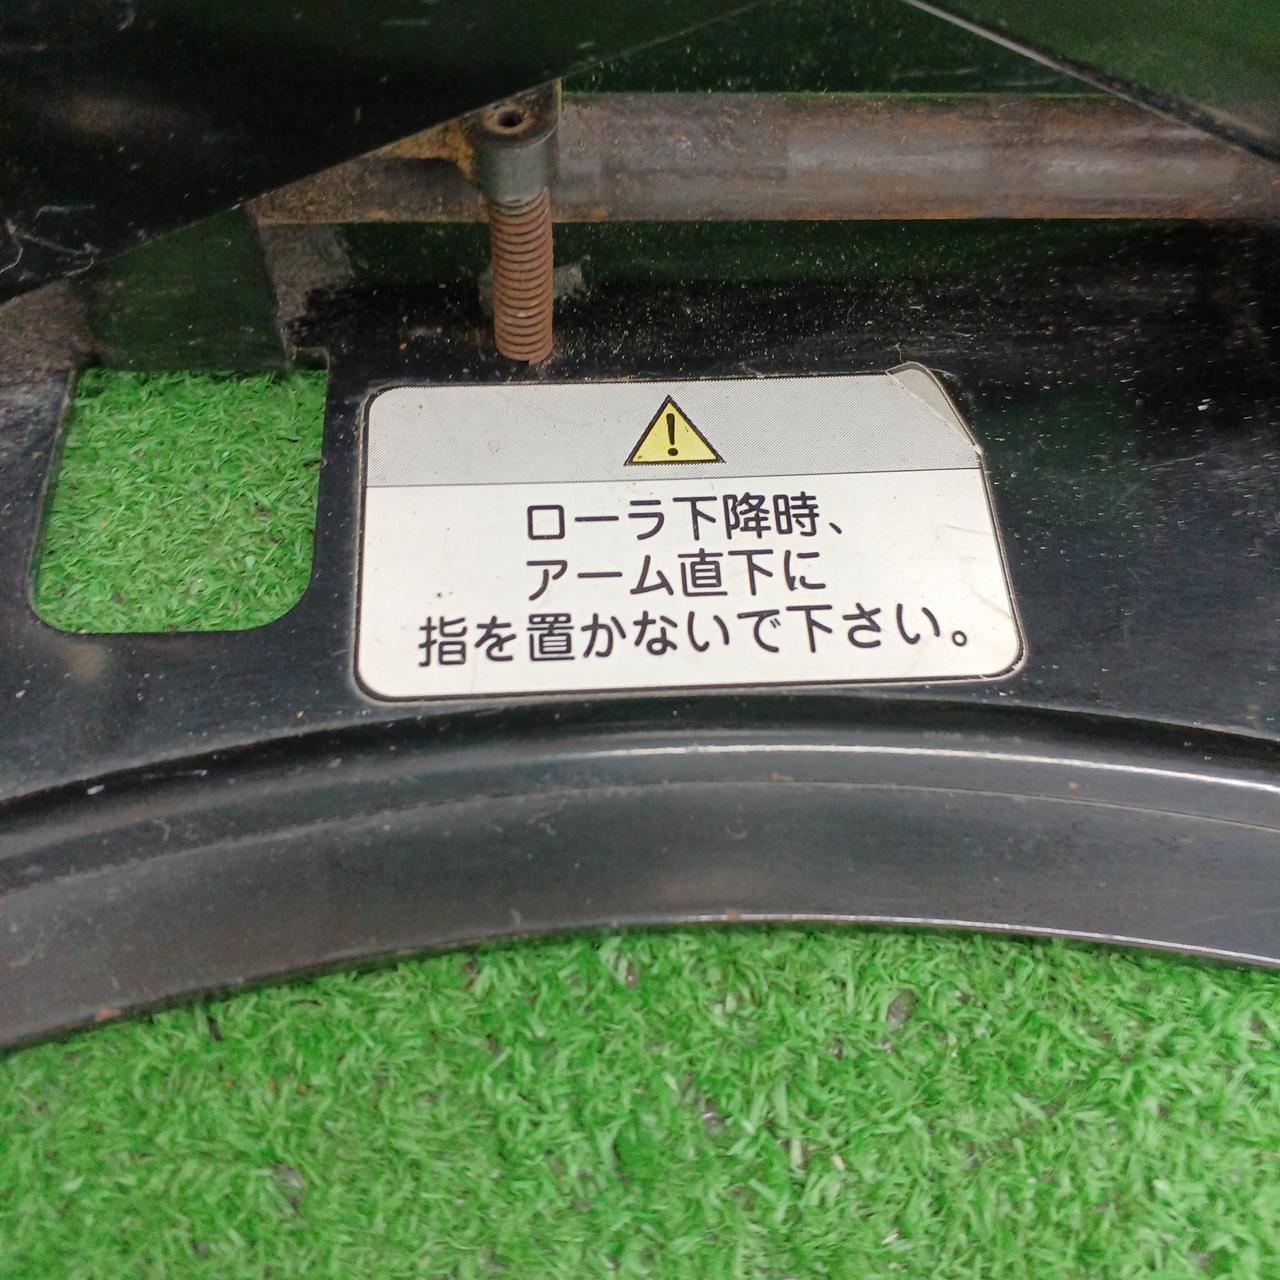 ローラ下降時、
アーム直下に
指を置かないで下さい。